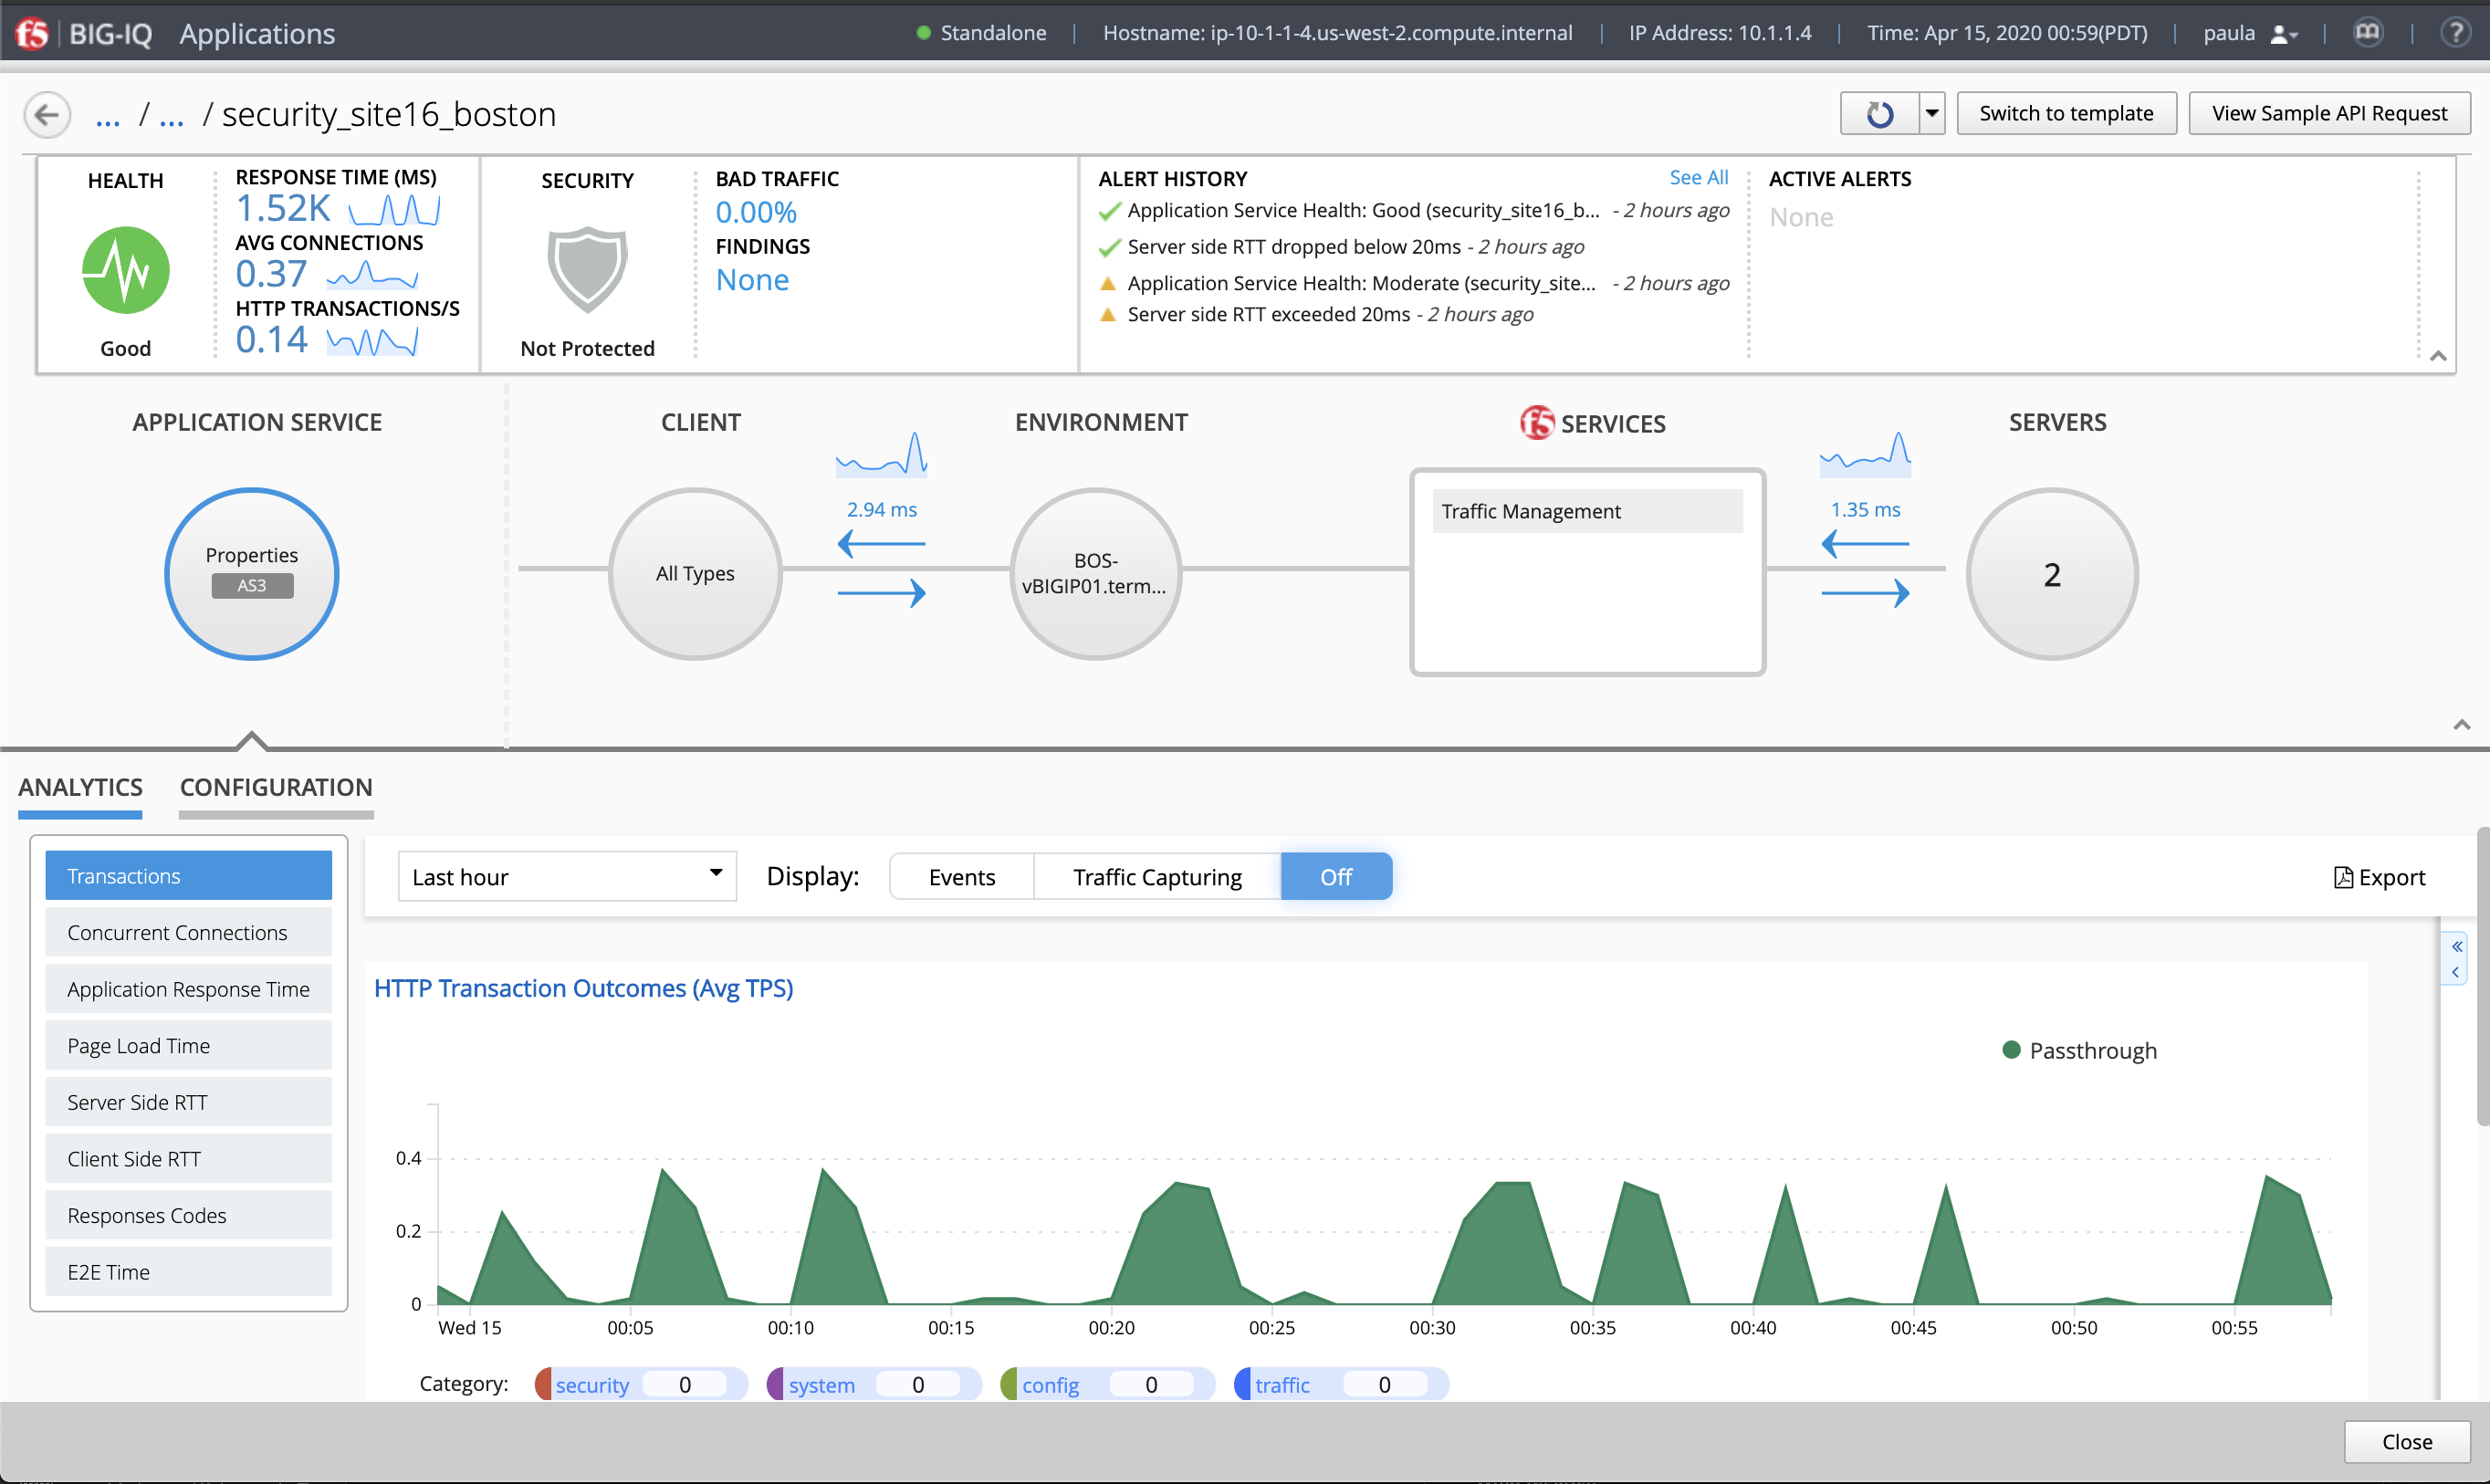 f5 BIG-IQ Applications Standalone Hostname: ip-10-1-1-4.us-west-2.compute.internal IP Address: 10.1.1.4 Time: Apr 15, 2020 00:59(PDT) paula ?
... / ... / security_site16_boston Switch to template View Sample API Request
HEALTH
Good
RESPONSE TIME (MS)
1.52K
AVG CONNECTIONS
0.37
HTTP TRANSACTIONS/S
0.14
SECURITY
Not Protected
BAD TRAFFIC
0.00%
FINDINGS
None
ALERT HISTORY See All
Application Service Health: Good (security_site16_b... - 2 hours ago
Server side RTT dropped below 20ms - 2 hours ago
Application Service Health: Moderate (security_site... - 2 hours ago
Server side RTT exceeded 20ms - 2 hours ago
ACTIVE ALERTS
None
APPLICATION SERVICE CLIENT ENVIRONMENT f5 SERVICES SERVERS
Properties
AS3
All Types
2.94 ms
BOS-
vBIGIP01.term...
Traffic Management
1.35 ms
2
ANALYTICS CONFIGURATION
Transactions
Concurrent Connections
Application Response Time
Page Load Time
Server Side RTT
Client Side RTT
Responses Codes
E2E Time
Last hour Display: Events Traffic Capturing Off Export
HTTP Transaction Outcomes (Avg TPS)
Passthrough
0.4
0.2
0
Wed 15 00:05 00:10 00:15 00:20 00:25 00:30 00:35 00:40 00:45 00:50 00:55
Category: security 0 system 0 config 0 traffic 0
Close